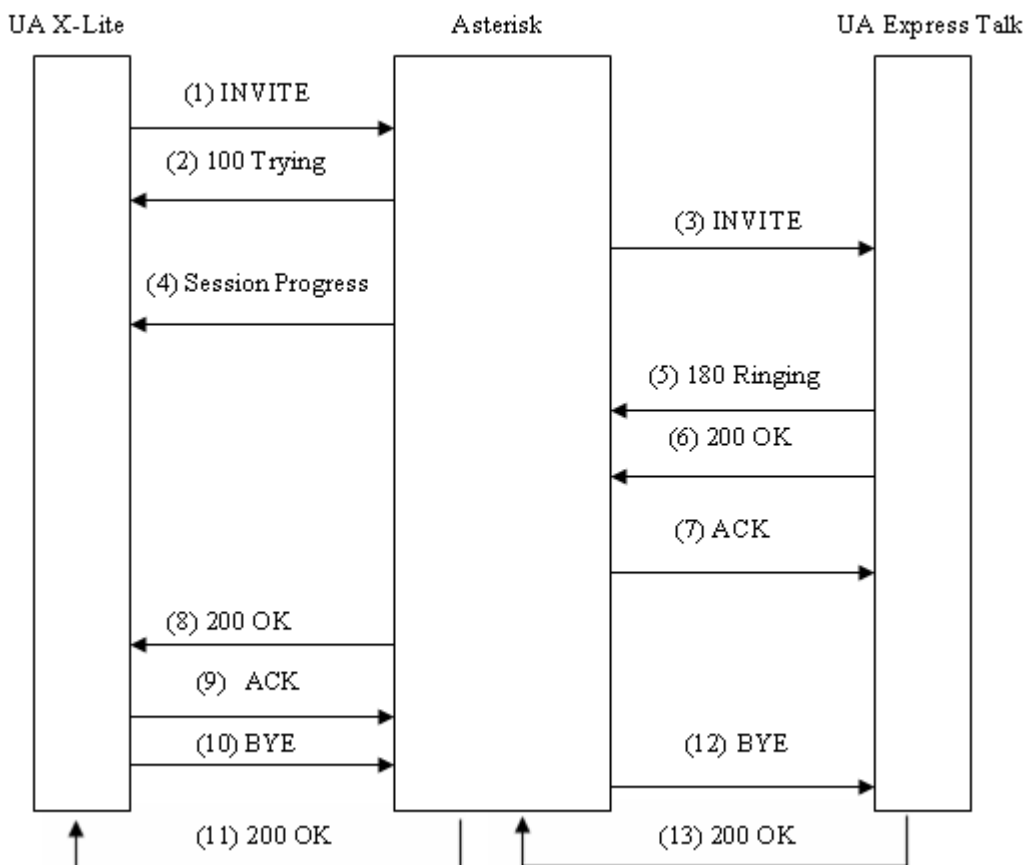 UA X-Lite
Asterisk
UA Express Talk
(1) INVITE
(2) 100 Trying
(3) INVITE
(4) Session Progress
(5) 180 Ringing
(6) 200 OK
(7) ACK
(8) 200 OK
(9) ACK
(10) BYE
(12) BYE
(11) 200 OK
(13) 200 OK